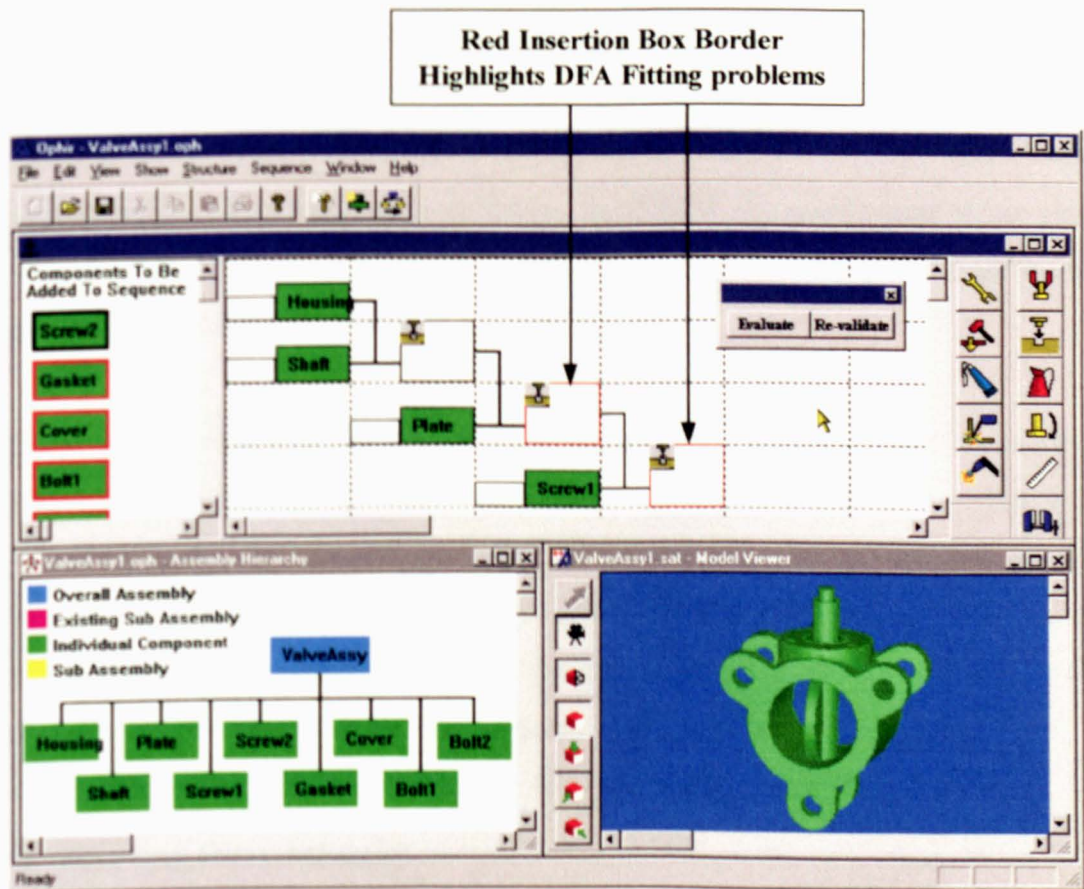 Red Insertion Box Border
Highlights DFA Fitting problems
Ophir - ValveAssy1.oph
File Edit View Show Structure Sequence Window Help
Components To Be
Added To Sequence
Screw2
Gasket
Cover
Bolt1
Housing
Shaft
Plate
Screw1
Evaluate Re-validate
ValveAssy1.oph - Assembly Hierarchy
Overall Assembly
Existing Sub Assembly
Individual Component
Sub Assembly
ValveAssy
Housing Plate Screw2 Cover Bolt2
Shaft Screw1 Gasket Bolt1
ValveAssy1.sat - Model Viewer
Ready